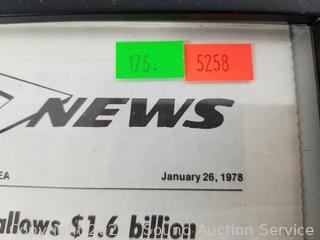 175. 5258
NEWS
EA January 26, 1978
allows $1.6 billion
Sound Auction Service